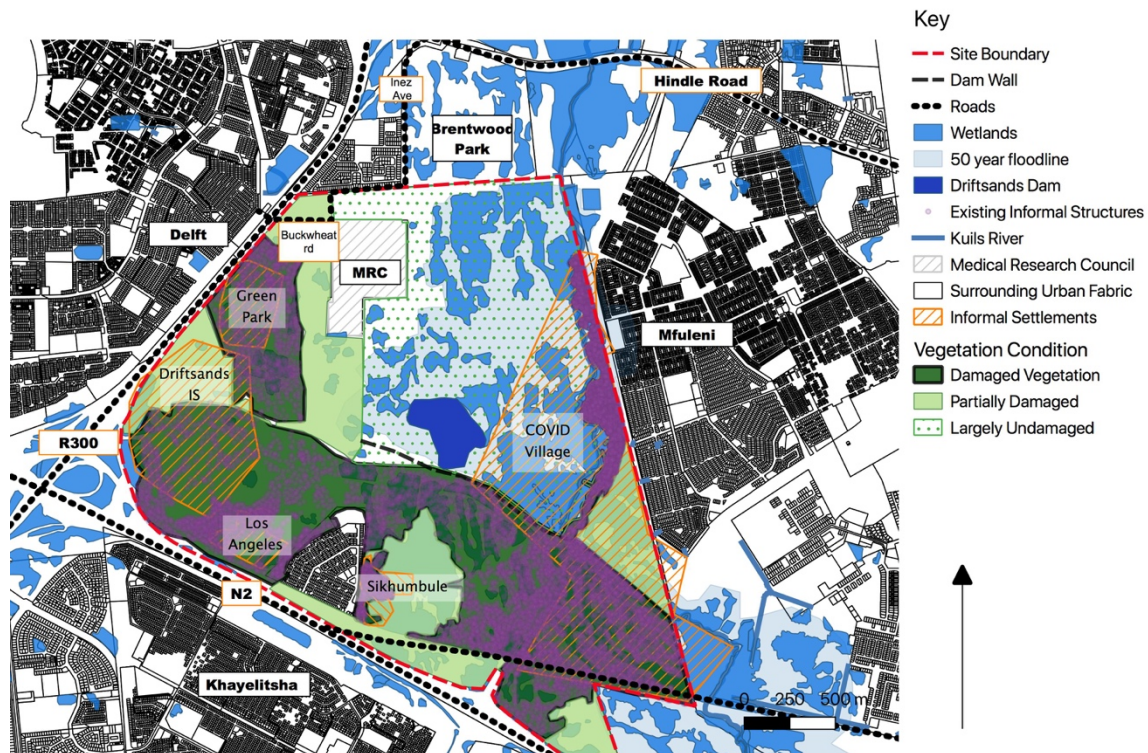 Inez
Ave
Hindle Road
Brentwood
Park
Delft
Buckwheat
rd
MRC
Green
Park
Mfuleni
Driftsands
IS
R300
COVID
Village
Los
Angeles
Sikhumbule
N2
Khayelitsha
0 250 500 m
Key
Site Boundary
Dam Wall
Roads
Wetlands
50 year floodline
Driftsands Dam
Existing Informal Structures
Kuils River
Medical Research Council
Surrounding Urban Fabric
Informal Settlements
Vegetation Condition
Damaged Vegetation
Partially Damaged
Largely Undamaged